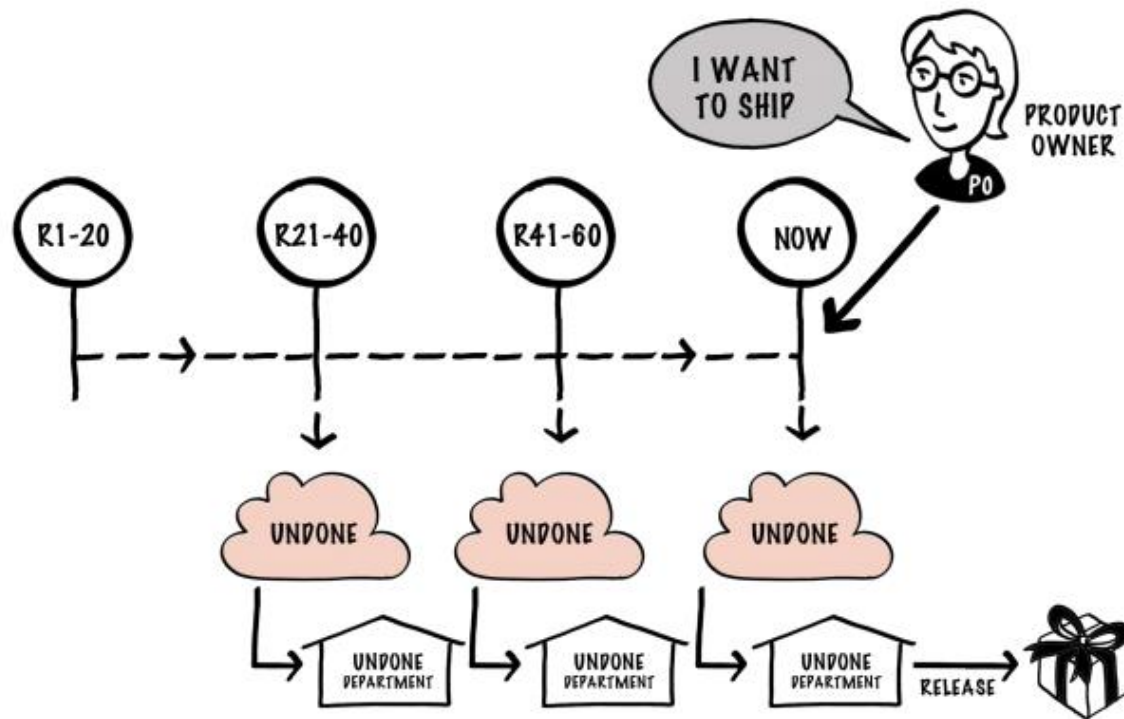 I WANT
TO SHIP
PRODUCT
OWNER
PO
R1-20
R21-40
R41-60
NOW
UNDONE
UNDONE
UNDONE
UNDONE
DEPARTMENT
UNDONE
DEPARTMENT
UNDONE
DEPARTMENT
RELEASE